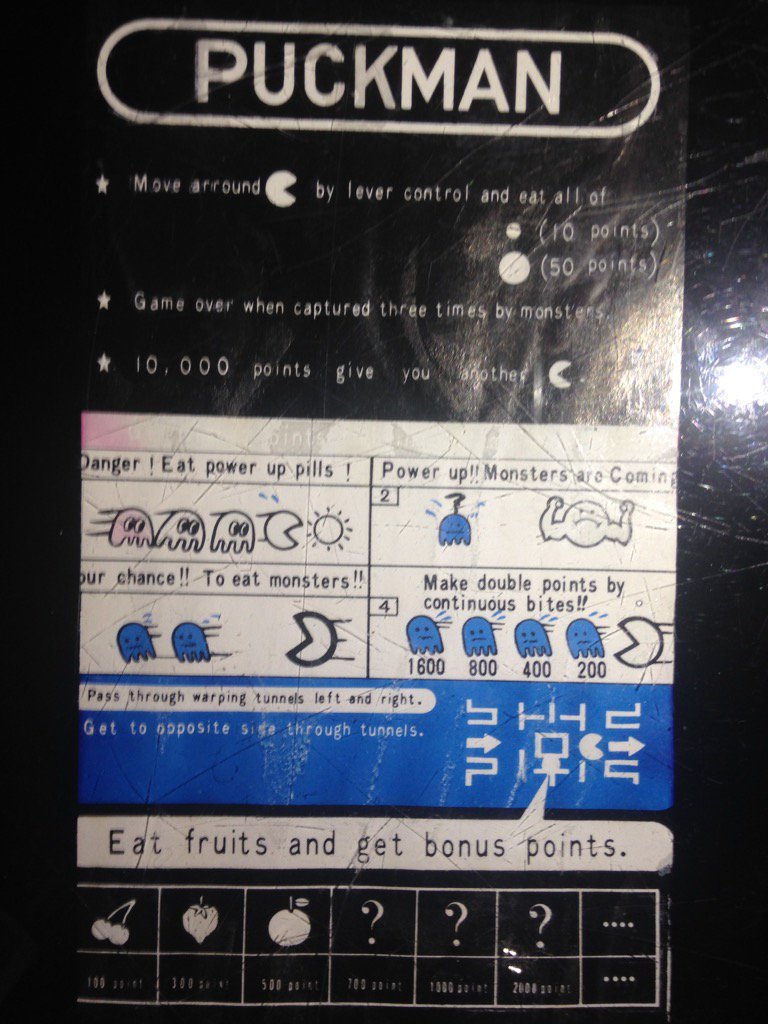 PUCKMAN
★ Move arround by lever control and eat all of
(10 points)
(50 points)
★ Game over when captured three times by monsters.
★ 10,000 points give you another .
points
Danger ! Eat power up pills !
Power up!! Monsters are Coming
2
?
our chance!! To eat monsters!!
4
Make double points by
continuous bites!!
1600 800 400 200
Pass through warping tunnels left and right.
Get to opposite side through tunnels.
Eat fruits and get bonus points.
? ? ? ....
100 point 300 point 500 point 700 point 1000 point 2000 point ....